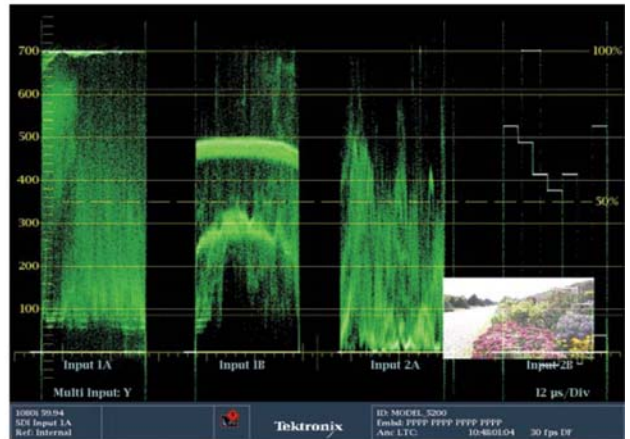 700
100%
600
500
400
50%
300
200
100
0
Input 1A Input 1B Input 2A Input 2B
Multi Input: Y 12 µs/Div
1080i 59.94
SDI Input 1A
Ref: Internal
Tektronix
ID: MODEL_5200
Embd: PPPP PPPP PPPP PPPP
Anc LTC: 10:48:01:04 30 fps DF